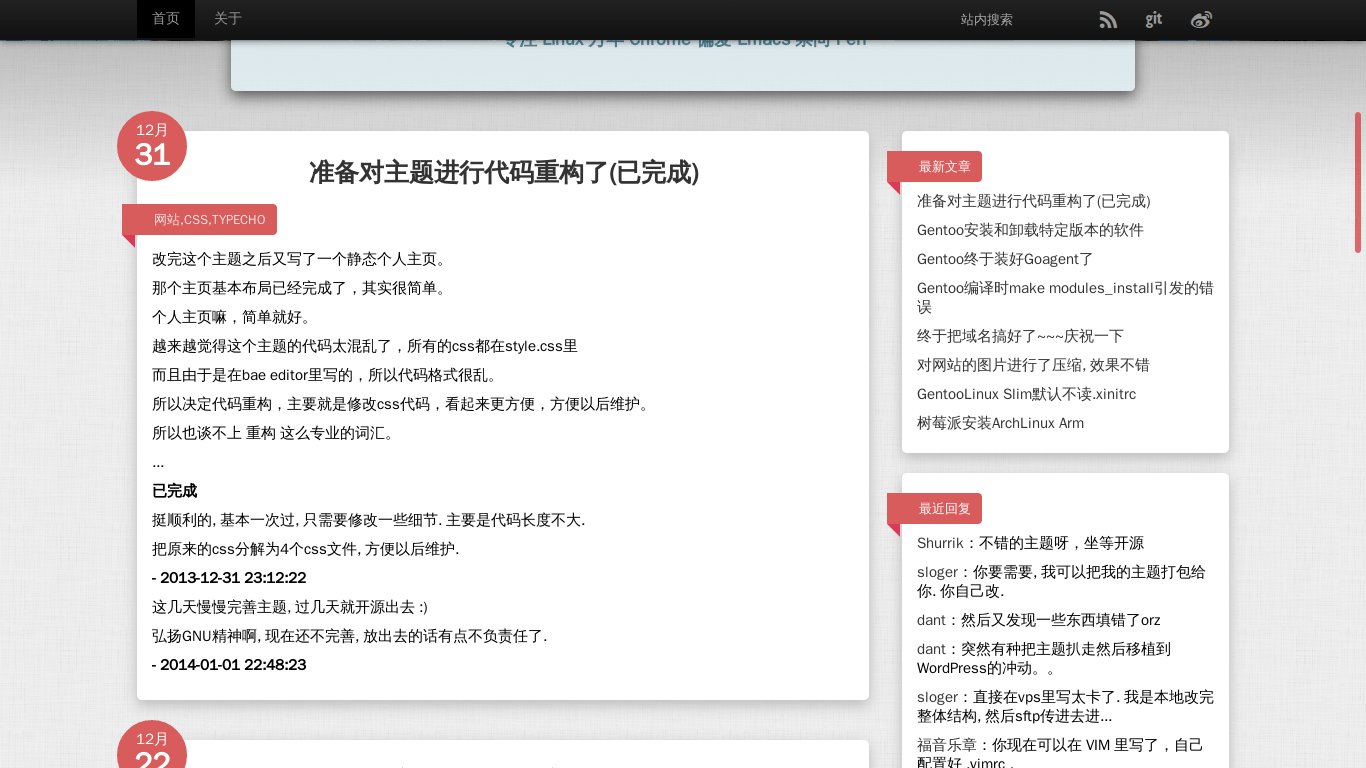 首页
关于
站内搜索
git
专注 Linux 万年 Chrome 偏爱 Emacs
12月
31
准备对主题进行代码重构了(已完成)
网站,CSS,TYPECHO
改完这个主题之后又写了一个静态个人主页。
那个主页基本布局已经完成了，其实很简单。
个人主页嘛，简单就好。
越来越觉得这个主题的代码太混乱了，所有的css都在style.css里
而且由于是在bae editor里写的，所以代码格式很乱。
所以决定代码重构，主要就是修改css代码，看起来更方便，方便以后维护。
所以也谈不上 重构 这么专业的词汇。
...
已完成
挺顺利的, 基本一次过, 只需要修改一些细节. 主要是代码长度不大.
把原来的css分解为4个css文件, 方便以后维护.
- 2013-12-31 23:12:22
这几天慢慢完善主题, 过几天就开源出去 :)
弘扬GNU精神啊, 现在还不完善, 放出去的话有点不负责任了.
- 2014-01-01 22:48:23
12月
22
最新文章
准备对主题进行代码重构了(已完成)
Gentoo安装和卸载特定版本的软件
Gentoo终于装好Goagent了
Gentoo编译时make modules_install引发的错
误
终于把域名搞好了~~~庆祝一下
对网站的图片进行了压缩, 效果不错
GentooLinux Slim默认不读.xinitrc
树莓派安装ArchLinux Arm
最近回复
Shurrik：不错的主题呀，坐等开源
sloger：你要需要, 我可以把我的主题打包给
你. 你自己改.
dant：然后又发现一些东西填错了orz
dant：突然有种把主题扒走然后移植到
WordPress的冲动。。
sloger：直接在vps里写太卡了. 我是本地改完
整体结构, 然后sftp传进去进...
福音乐章：你现在可以在 VIM 里写了，自己
配置好 .vimrc 。